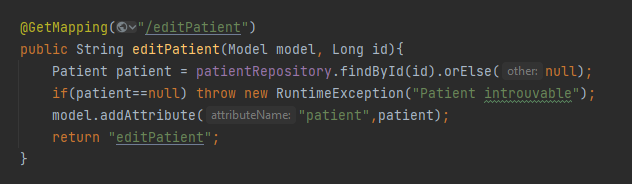 @GetMapping("/editPatient")
public String editPatient(Model model, Long id){
    Patient patient = patientRepository.findById(id).orElse( other: null);
    if(patient==null) throw new RuntimeException("Patient introuvable");
    model.addAttribute( attributeName: "patient",patient);
    return "editPatient";
}